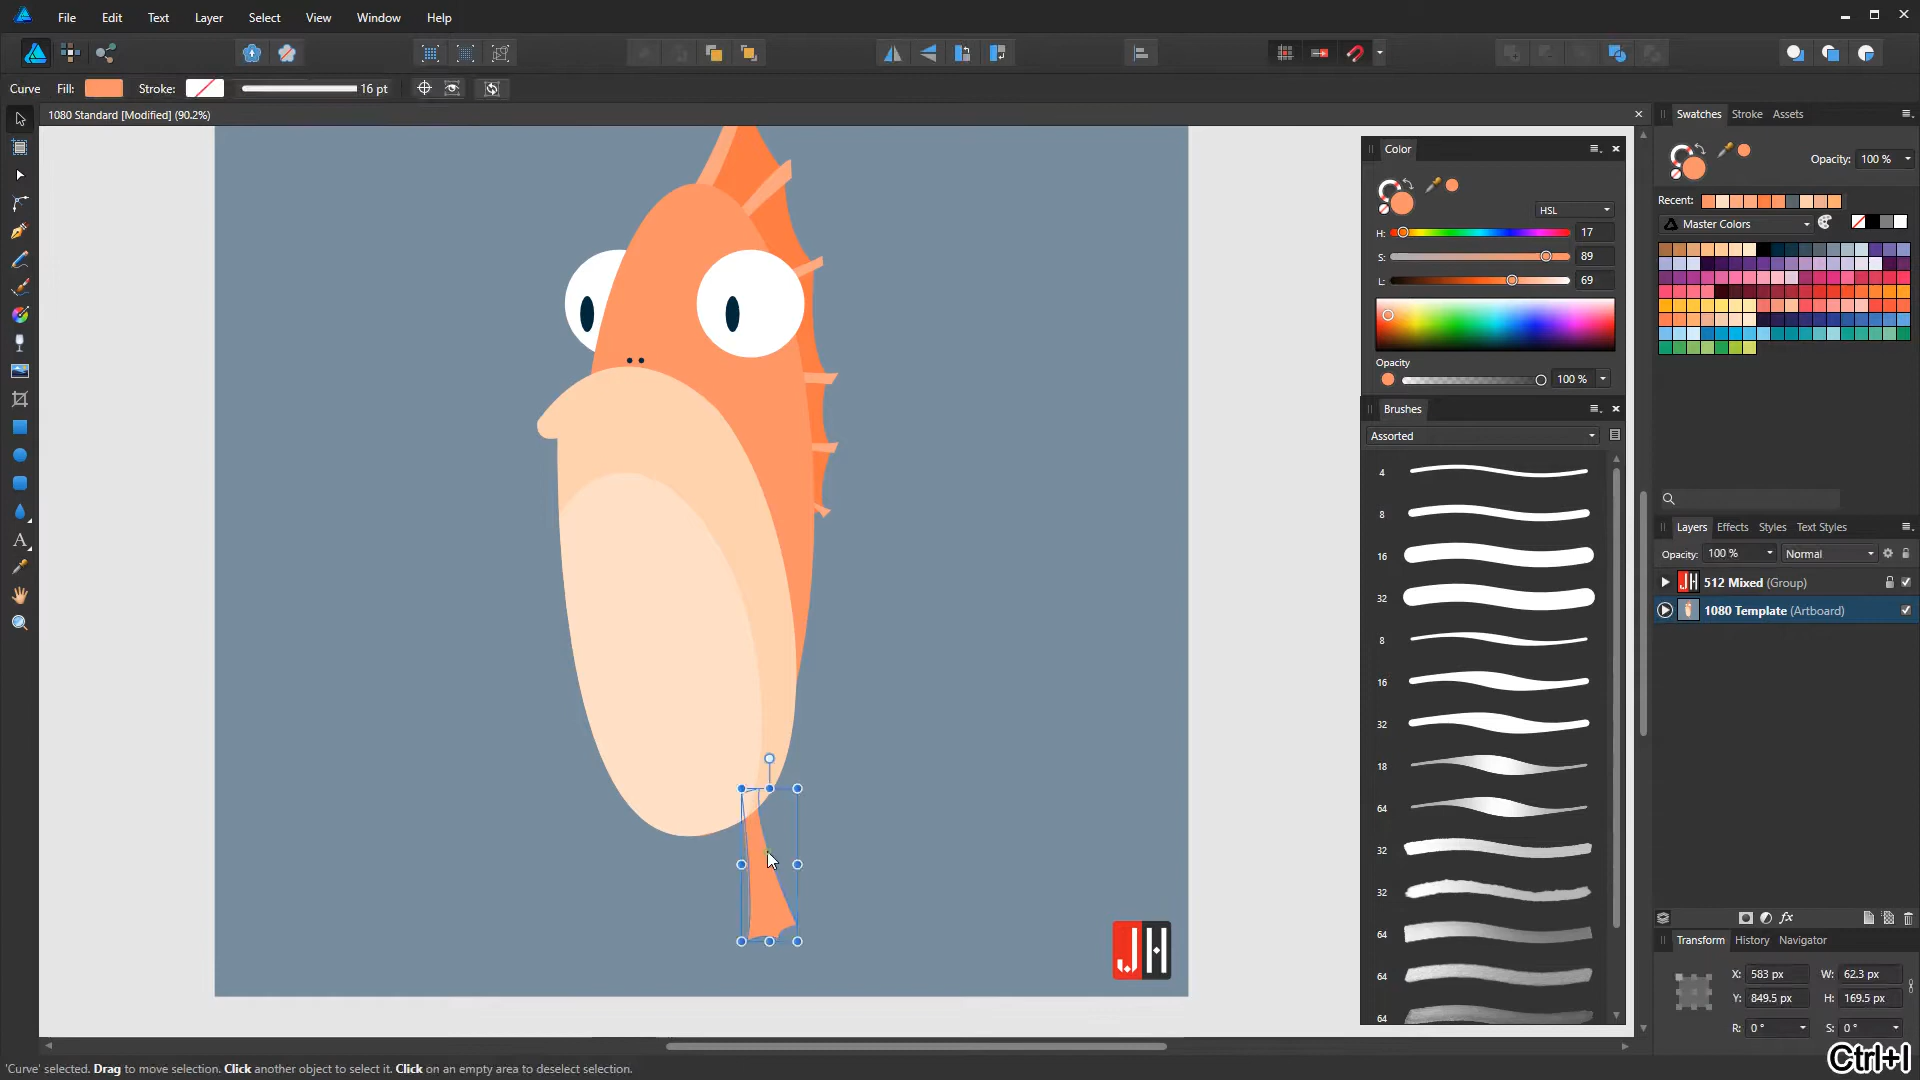 File Edit Text Layer Select View Window Help
Curve Fill: Stroke: 16 pt
1080 Standard [Modified] (90.2%)
Color
HSL
H: 17
S: 89
L: 69
Opacity
100 %
Brushes
Assorted
4
8
16
32
8
16
32
18
64
32
32
64
64
64
Swatches Stroke Assets
Opacity: 100 %
Recent:
Master Colors
Layers Effects Styles Text Styles
Opacity: 100 % Normal
JH 512 Mixed (Group)
1080 Template (Artboard)
fx
Transform History Navigator
X: 583 px W: 62.3 px
Y: 849.5 px H: 169.5 px
R: 0 ° S: 0 °
JH
A
'Curve' selected. Drag to move selection. Click another object to select it. Click on an empty area to deselect selection.
Ctrl+I